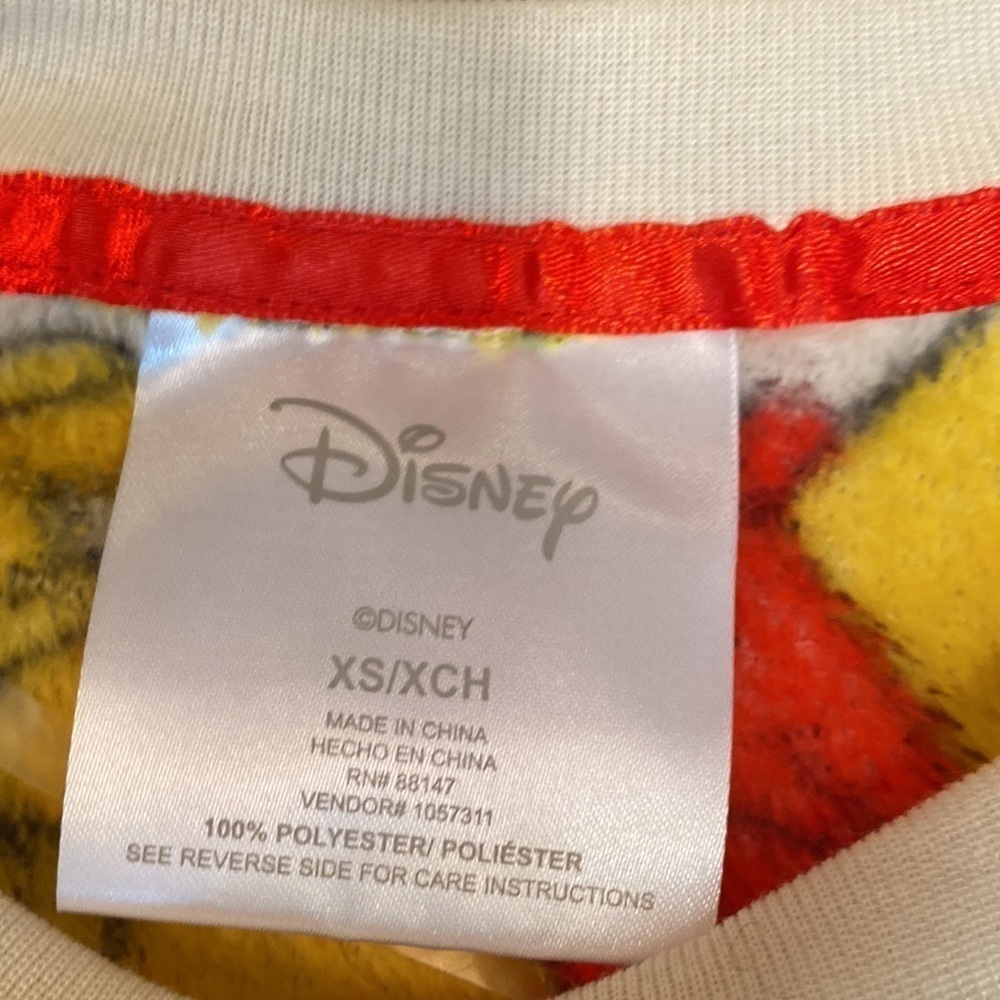 Disney
©DISNEY
XS/XCH
MADE IN CHINA
HECHO EN CHINA
RN# 88147
VENDOR# 1057311
100% POLYESTER/ POLIÉSTER
SEE REVERSE SIDE FOR CARE INSTRUCTIONS